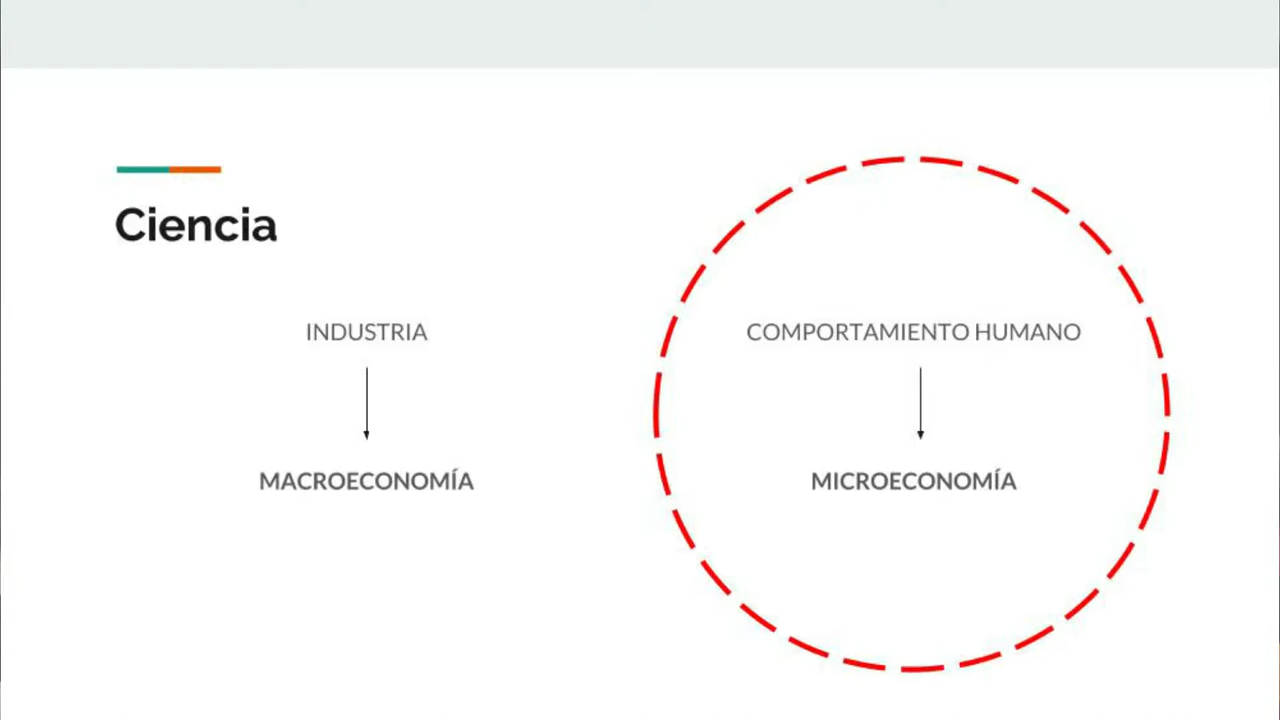 Ciencia
INDUSTRIA
COMPORTAMIENTO HUMANO
MACROECONOMÍA
MICROECONOMÍA